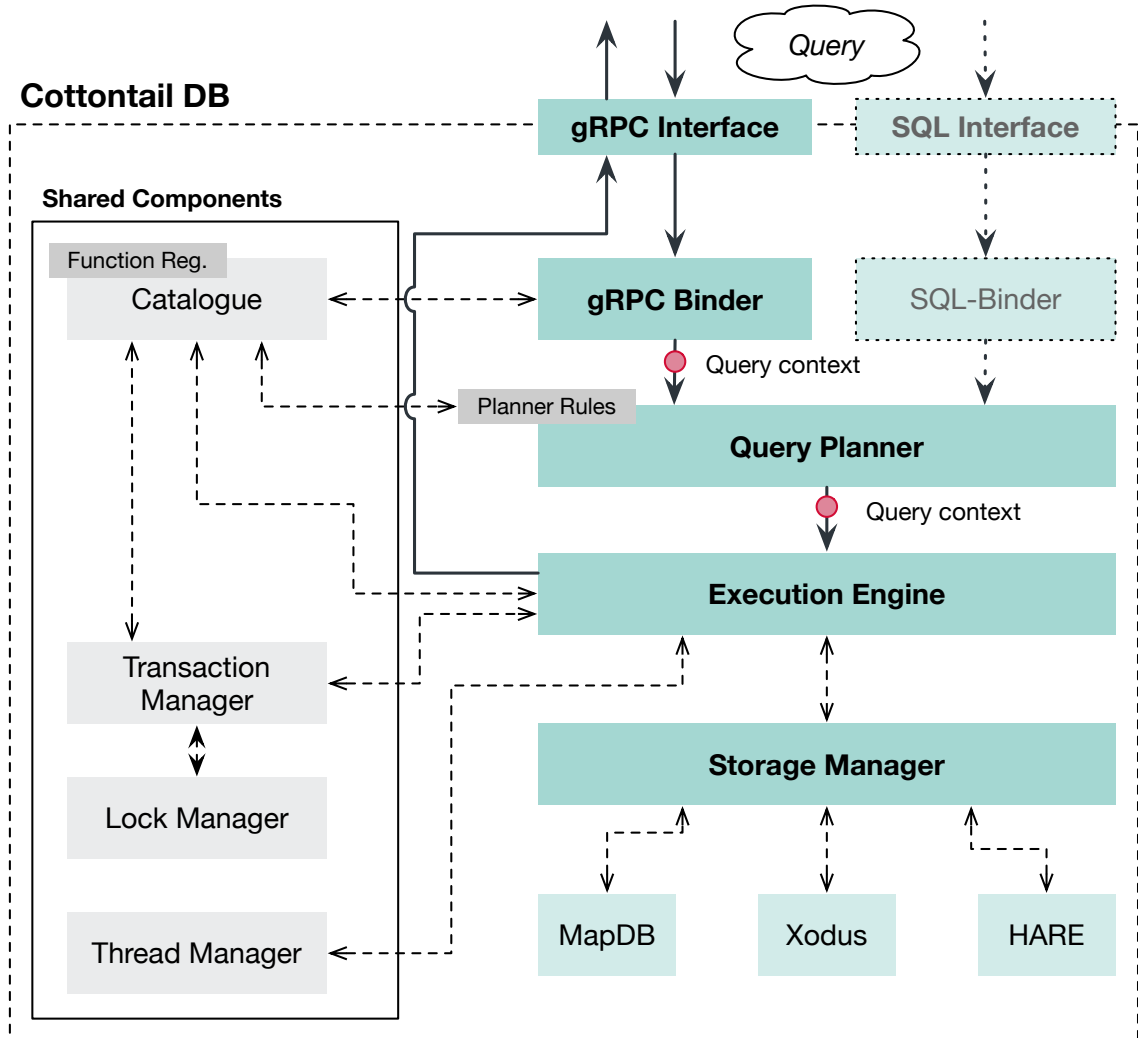 Query
Cottontail DB
gRPC Interface
SQL Interface
Shared Components
Function Reg.
Catalogue
gRPC Binder
SQL-Binder
Query context
Planner Rules
Query Planner
Query context
Execution Engine
Transaction
Manager
Storage Manager
Lock Manager
MapDB
Xodus
HARE
Thread Manager